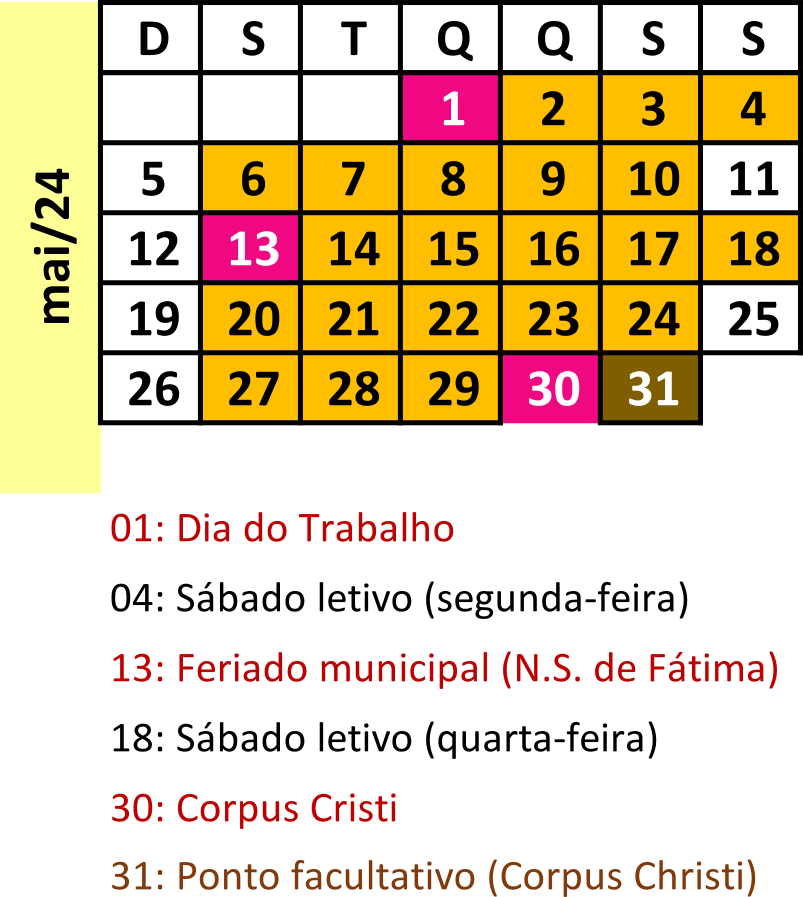 mai/24
D S T Q Q S S
1 2 3 4
5 6 7 8 9 10 11
12 13 14 15 16 17 18
19 20 21 22 23 24 25
26 27 28 29 30 31
01: Dia do Trabalho
04: Sábado letivo (segunda-feira)
13: Feriado municipal (N.S. de Fátima)
18: Sábado letivo (quarta-feira)
30: Corpus Cristi
31: Ponto facultativo (Corpus Christi)